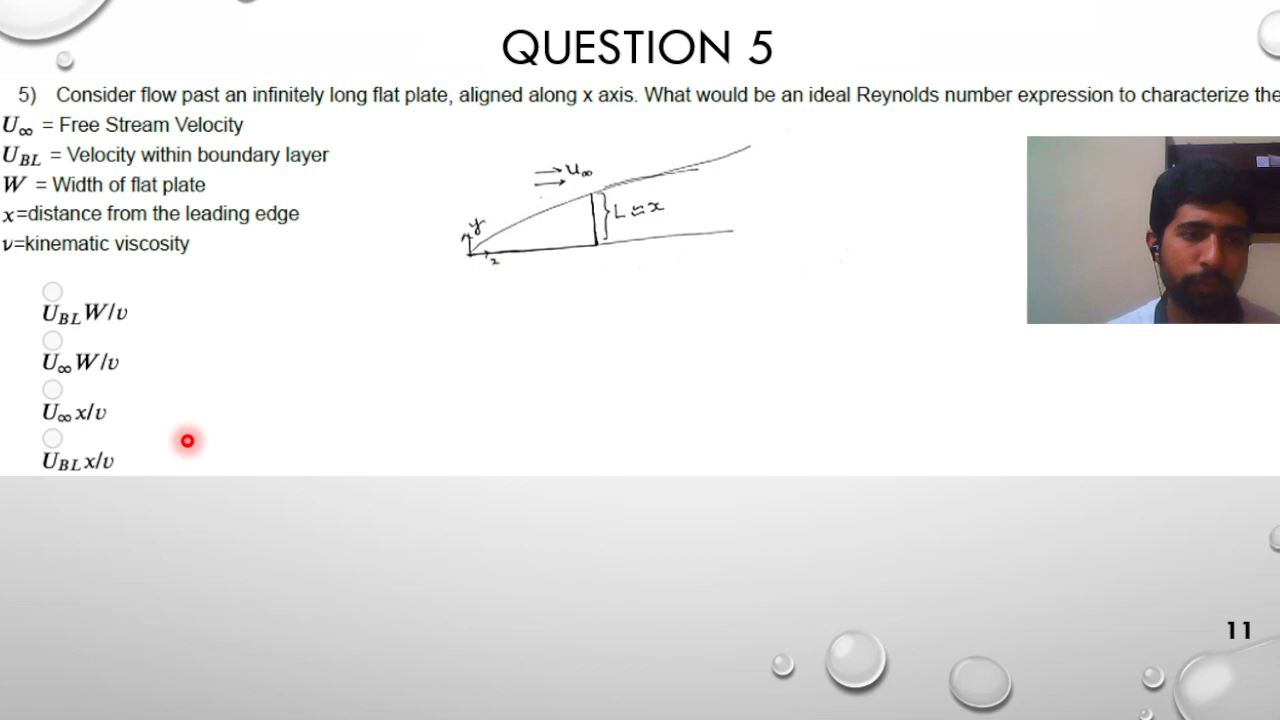 QUESTION 5
5) Consider flow past an infinitely long flat plate, aligned along x axis. What would be an ideal Reynolds number expression to characterize the
U∞ = Free Stream Velocity
UBL = Velocity within boundary layer
W = Width of flat plate
x=distance from the leading edge
ν=kinematic viscosity
U∞
y
L ≈ x
x
UBLW/υ
U∞W/υ
U∞x/υ
UBLx/υ
11